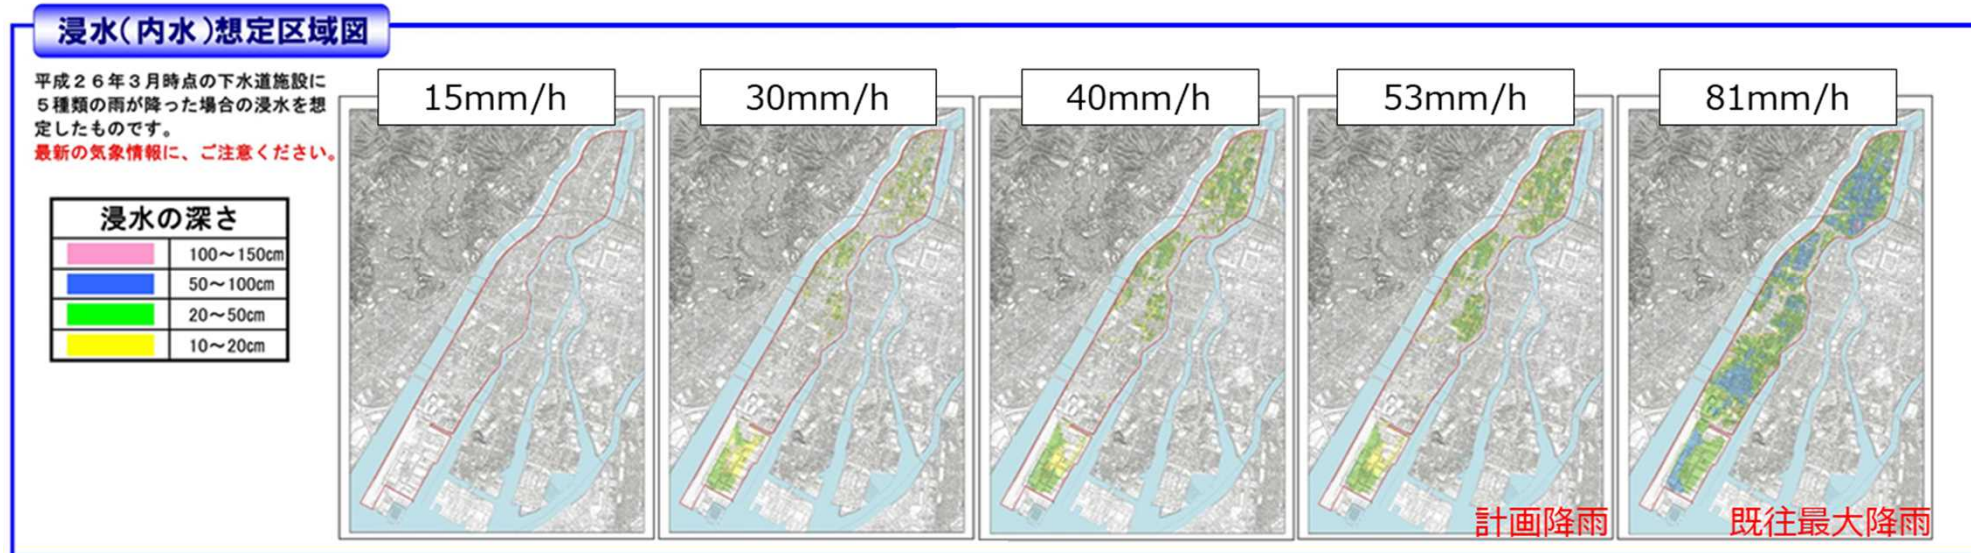 浸水(内水)想定区域図
平成26年3月時点の下水道施設に
5種類の雨が降った場合の浸水を想
定したものです。
最新の気象情報に、ご注意ください。
浸水の深さ
100～150cm
50～100cm
20～50cm
10～20cm
15mm/h
30mm/h
40mm/h
53mm/h
81mm/h
計画降雨
既往最大降雨